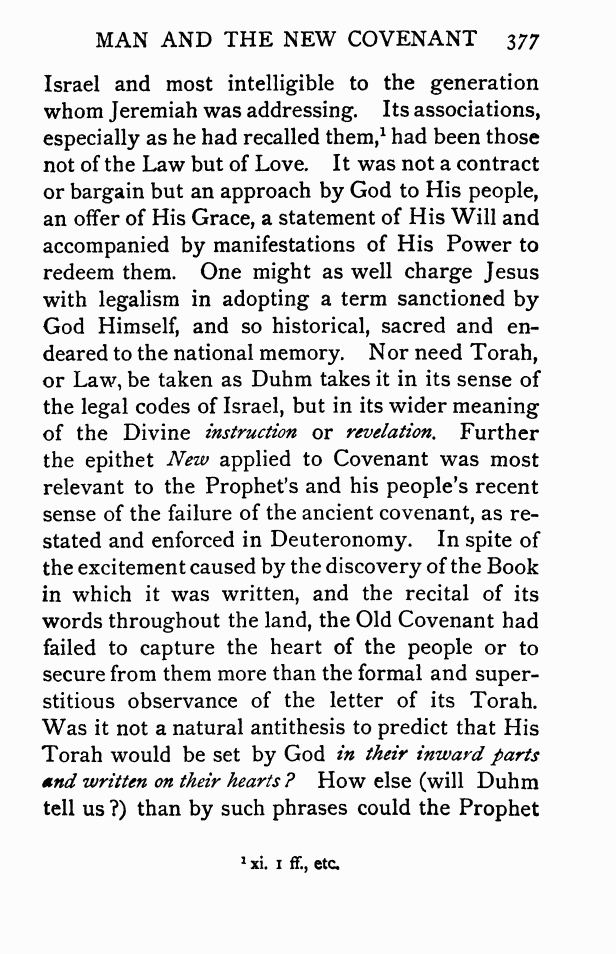 MAN AND THE NEW COVENANT 377
Israel and most intelligible to the generation
whom Jeremiah was addressing. Its associations,
especially as he had recalled them,¹ had been those
not of the Law but of Love. It was not a contract
or bargain but an approach by God to His people,
an offer of His Grace, a statement of His Will and
accompanied by manifestations of His Power to
redeem them. One might as well charge Jesus
with legalism in adopting a term sanctioned by
God Himself, and so historical, sacred and en-
deared to the national memory. Nor need Torah,
or Law, be taken as Duhm takes it in its sense of
the legal codes of Israel, but in its wider meaning
of the Divine instruction or revelation. Further
the epithet New applied to Covenant was most
relevant to the Prophet's and his people's recent
sense of the failure of the ancient covenant, as re-
stated and enforced in Deuteronomy. In spite of
the excitement caused by the discovery of the Book
in which it was written, and the recital of its
words throughout the land, the Old Covenant had
failed to capture the heart of the people or to
secure from them more than the formal and super-
stitious observance of the letter of its Torah.
Was it not a natural antithesis to predict that His
Torah would be set by God in their inward parts
and written on their hearts? How else (will Duhm
tell us?) than by such phrases could the Prophet
¹ xi. 1 ff., etc.